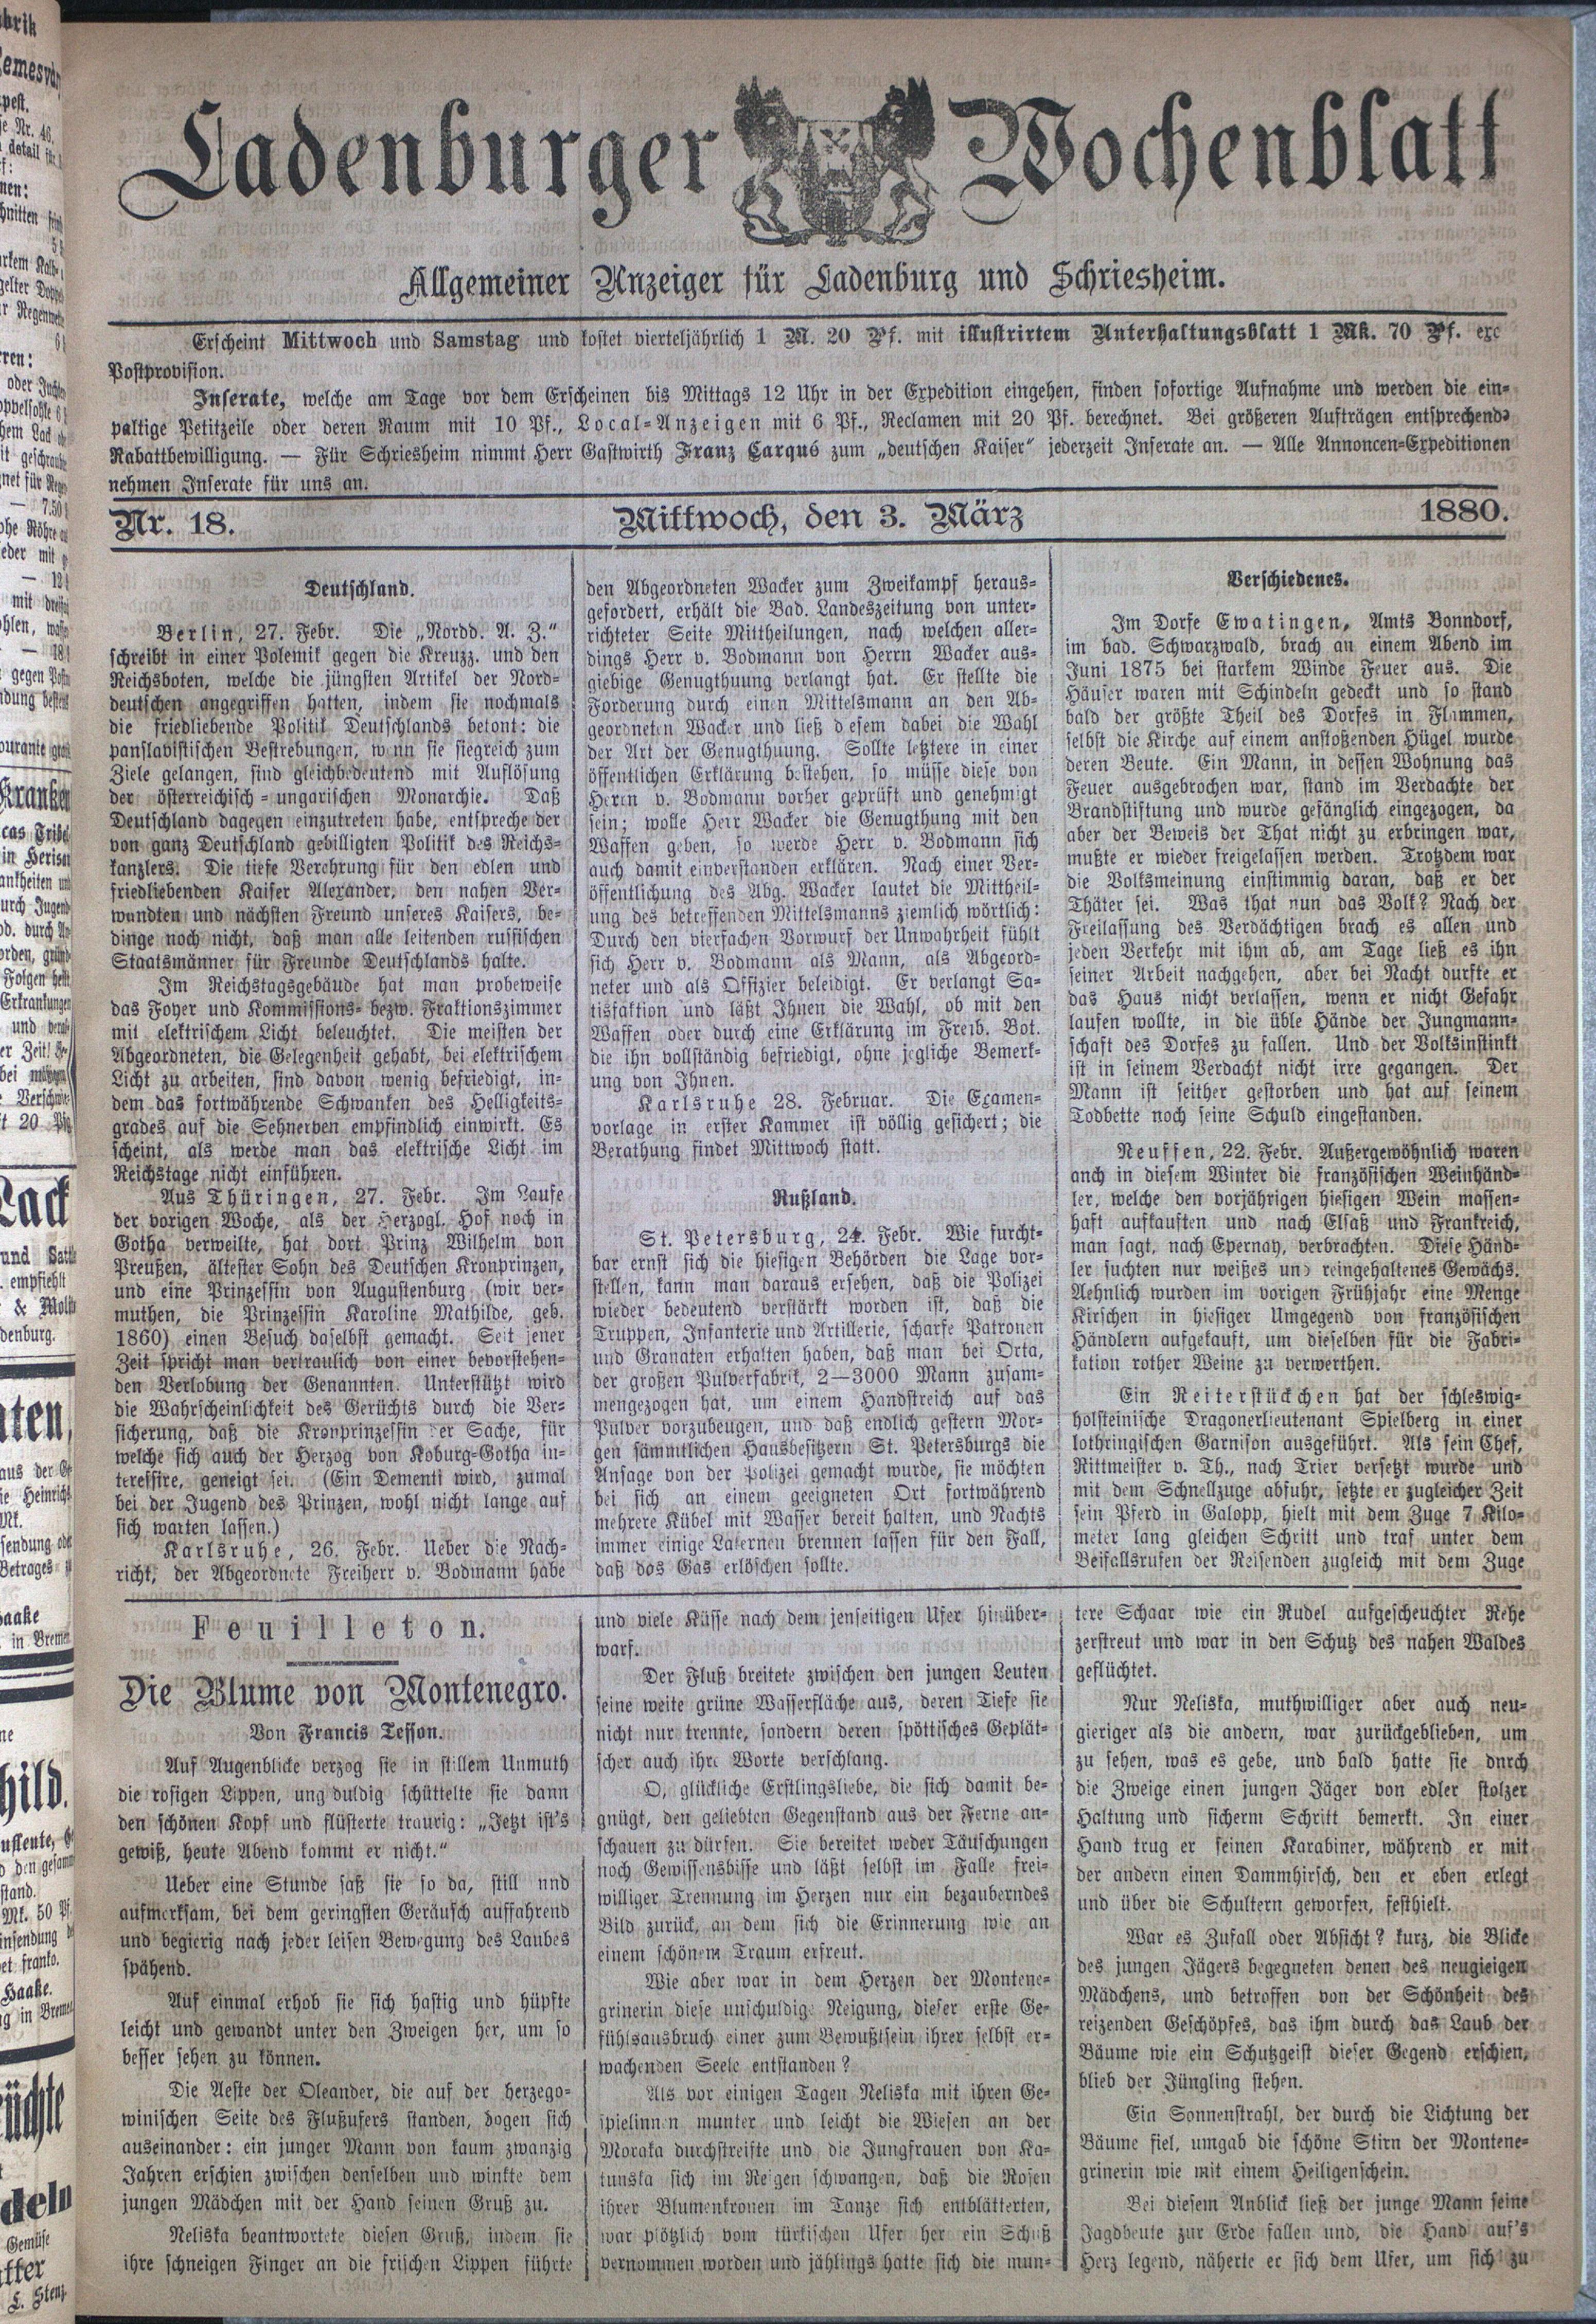 Ladenburger Wochenblatt
Allgemeiner Anzeiger für Ladenburg und Schriesheim.
Erscheint Mittwoch und Samstag und kostet vierteljährlich 1 M. 20 Pf. mit illustrirtem Unterhaltungsblatt 1 Mk. 70 Pf. exc
Postprovision.
Inserate, welche am Tage vor dem Erscheinen bis Mittags 12 Uhr in der Expedition eingehen, finden sofortige Aufnahme und werden die ein-
paltige Petitzeile oder deren Raum mit 10 Pf., Local-Anzeigen mit 6 Pf., Reclamen mit 20 Pf. berechnet. Bei größeren Aufträgen entsprechende
Rabattbewilligung. — Für Schriesheim nimmt Herr Gastwirth Franz Carqué zum „deutschen Kaiser“ jederzeit Inserate an. — Alle Annoncen-Expeditionen
nehmen Inserate für uns an.
Nr. 18. Mittwoch, den 3. März 1880.
Deutschland.
Berlin, 27. Febr. Die „Nordd. A. Z.“
schreibt in einer Polemik gegen die Kreuzz. und den
Reichsboten, welche die jüngsten Artikel der Nord-
deutschen angegriffen hatten, indem sie nochmals
die friedliebende Politik Deutschlands betont: die
panslavistischen Bestrebungen, wenn sie siegreich zum
Ziele gelangen, sind gleichbedeutend mit Auflösung
der österreichisch-ungarischen Monarchie. Daß
Deutschland dagegen einzutreten habe, entspreche der
von ganz Deutschland gebilligten Politik des Reichs-
kanzlers. Die tiefe Verehrung für den edlen und
friedliebenden Kaiser Alexander, den nahen Ver-
wandten und nächsten Freund unseres Kaisers, be-
dinge noch nicht, daß man alle leitenden russischen
Staatsmänner für Freunde Deutschlands halte.
Im Reichstagsgebäude hat man probeweise
das Foyer und Kommissions- bezw. Fraktionszimmer
mit elektrischem Licht beleuchtet. Die meisten der
Abgeordneten, die Gelegenheit gehabt, bei elektrischem
Licht zu arbeiten, sind davon wenig befriedigt, in-
dem das fortwährende Schwanken des Helligkeits-
grades auf die Sehnerven empfindlich einwirkt. Es
scheint, als werde man das elektrische Licht im
Reichstage nicht einführen.
Aus Thüringen, 27. Febr. Im Laufe
der vorigen Woche, als der Herzogl. Hof noch in
Gotha verweilte, hat dort Prinz Wilhelm von
Preußen, ältester Sohn des Deutschen Kronprinzen,
und eine Prinzessin von Augustenburg (wir ver-
muthen, die Prinzessin Karoline Mathilde, geb.
1860) einen Besuch daselbst gemacht. Seit jener
Zeit spricht man vertraulich von einer bevorstehen-
den Verlobung der Genannten. Unterstützt wird
die Wahrscheinlichkeit des Gerüchts durch die Ver-
sicherung, daß die Kronprinzessin der Sache, für
welche sich auch der Herzog von Koburg-Gotha in-
teressire, geneigt sei. (Ein Dementi wird, zumal
bei der Jugend des Prinzen, wohl nicht lange auf
sich warten lassen.)
Karlsruhe, 26. Febr. Ueber die Nach-
richt, der Abgeordnete Freiherr v. Bodmann habe
den Abgeordneten Wacker zum Zweikampf heraus-
gefordert, erhält die Bad. Landeszeitung von unter-
richteter Seite Mittheilungen, nach welchen aller-
dings Herr v. Bodmann von Herrn Wacker aus-
giebige Genugthuung verlangt hat. Er stellte die
Forderung durch einen Mittelsmann an den Ab-
geordneten Wacker und ließ diesem dabei die Wahl
der Art der Genugthuung. Sollte letztere in einer
öffentlichen Erklärung bestehen, so müsse diese von
Herrn v. Bodmann vorher geprüft und genehmigt
sein; wolle Herr Wacker die Genugthung mit den
Waffen geben, so werde Herr v. Bodmann sich
auch damit einverstanden erklären. Nach einer Ver-
öffentlichung des Abg. Wacker lautet die Mittheil-
ung des betreffenden Mittelsmanns ziemlich wörtlich:
Durch den vierfachen Vorwurf der Unwahrheit fühlt
sich Herr v. Bodmann als Mann, als Abgeord-
neter und als Offizier beleidigt. Er verlangt Sa-
tisfaktion und läßt Ihnen die Wahl, ob mit den
Waffen oder durch eine Erklärung im Freib. Bot.
die ihn vollständig befriedigt, ohne jegliche Bemerk-
ung von Ihnen.
Karlsruhe 28. Februar. Die Examen-
vorlage in erster Kammer ist völlig gesichert; die
Berathung findet Mittwoch statt.
Rußland.
St. Petersburg, 24. Febr. Wie furcht-
bar ernst sich die hiesigen Behörden die Lage vor-
stellen, kann man daraus ersehen, daß die Polizei
wieder bedeutend verstärkt worden ist, daß die
Truppen, Infanterie und Artillerie, scharfe Patronen
und Granaten erhalten haben, daß man bei Orta,
der großen Pulverfabrik, 2—3000 Mann zusam-
mengezogen hat, um einem Handstreich auf das
Pulver vorzubeugen, und daß endlich gestern Mor-
gen sämmtlichen Hausbesitzern St. Petersburgs die
Ansage von der Polizei gemacht wurde, sie möchten
bei sich an einem geeigneten Ort fortwährend
mehrere Kübel mit Wasser bereit halten, und Nachts
immer einige Laternen brennen lassen für den Fall,
daß das Gas erlöschen sollte.
Verschiedenes.
Im Dorfe Ewatingen, Amts Bonndorf,
im bad. Schwarzwald, brach an einem Abend im
Juni 1875 bei starkem Winde Feuer aus. Die
Häuser waren mit Schindeln gedeckt und so stand
bald der größte Theil des Dorfes in Flammen,
selbst die Kirche auf einem anstoßenden Hügel wurde
deren Beute. Ein Mann, in dessen Wohnung das
Feuer ausgebrochen war, stand im Verdachte der
Brandstiftung und wurde gefänglich eingezogen, da
aber der Beweis der That nicht zu erbringen war,
mußte er wieder freigelassen werden. Trotzdem war
die Volksmeinung einstimmig daran, daß er der
Thäter sei. Was that nun das Volk? Nach der
Freilassung des Verdächtigen brach es allen und
jeden Verkehr mit ihm ab, am Tage ließ es ihn
seiner Arbeit nachgehen, aber bei Nacht durfte er
das Haus nicht verlassen, wenn er nicht Gefahr
laufen wollte, in die üble Hände der Jungmann-
schaft des Dorfes zu fallen. Und der Volksinstinkt
ist in seinem Verdacht nicht irre gegangen. Der
Mann ist seither gestorben und hat auf seinem
Todbette noch seine Schuld eingestanden.
Neuffen, 22. Febr. Außergewöhnlich waren
auch in diesem Winter die französischen Weinhänd-
ler, welche den vorjährigen hiesigen Wein massen-
haft aufkauften und nach Elsaß und Frankreich,
man sagt, nach Epernay, verbrachten. Diese Händ-
ler suchten nur weißes und reingehaltenes Gewächs.
Aehnlich wurden im vorigen Frühjahr eine Menge
Kirschen in hiesiger Umgegend von französischen
Händlern aufgekauft, um dieselben für die Fabri-
kation rother Weine zu verwerthen.
Ein Reiterstückchen hat der schleswig-
holsteinische Dragonerlieutenant Spielberg in einer
lothringischen Garnison ausgeführt. Als sein Chef,
Rittmeister v. Th., nach Trier versetzt wurde und
mit dem Schnellzuge abfuhr, setzte er zugleicher Zeit
sein Pferd in Galopp, hielt mit dem Zuge 7 Kilo-
meter lang gleichen Schritt und traf unter dem
Beifallsrufen der Reisenden zugleich mit dem Zuge
Feuilleton.
Die Blume von Montenegro.
Von Francis Tesson.
Auf Augenblicke verzog sie in stillem Unmuth
die rosigen Lippen, ungduldig schüttelte sie dann
den schönen Kopf und flüsterte traurig: „Jetzt ist's
gewiß, heute Abend kommt er nicht.“
Ueber eine Stunde saß sie so da, still und
aufmerksam, bei dem geringsten Geräusch auffahrend
und begierig nach jeder leisen Bewegung des Laubes
spähend.
Auf einmal erhob sie sich hastig und hüpfte
leicht und gewandt unter den Zweigen her, um so
besser sehen zu können.
Die Aeste der Oleander, die auf der herzego-
winischen Seite des Flußufers standen, bogen sich
auseinander: ein junger Mann von kaum zwanzig
Jahren erschien zwischen denselben und winkte dem
jungen Mädchen mit der Hand seinen Gruß zu.
Neliska beantwortete diesen Gruß, indem sie
ihre schneigen Finger an die frischen Lippen führte
und viele Küsse nach dem jenseitigen Ufer hinüber-
warf.
Der Fluß breitete zwischen den jungen Leuten
seine weite grüne Wasserfläche aus, deren Tiefe sie
nicht nur trennte, sondern deren spöttisches Geplät-
scher auch ihre Worte verschlang.
O, glückliche Erstlingsliebe, die sich damit be-
gnügt, den geliebten Gegenstand aus der Ferne an-
schauen zu dürfen. Sie bereitet weder Täuschungen
noch Gewissensbisse und läßt selbst im Falle frei-
williger Trennung im Herzen nur ein bezauberndes
Bild zurück, an dem sich die Erinnerung wie an
einem schönem Traum erfreut.
Wie aber war in dem Herzen der Montene-
grinerin diese unschuldige Neigung, dieser erste Ge-
fühlsausbruch einer zum Bewußtsein ihrer selbst er-
wachenden Seele entstanden?
Als vor einigen Tagen Neliska mit ihren Ge-
spielinnen munter und leicht die Wiesen an der
Moraka durchstreifte und die Jungfrauen von Ka-
tunska sich im Reigen schwangen, daß die Rosen
ihrer Blumenkronen im Tanze sich entblätterten,
war plötzlich vom türkischen Ufer her ein Schuß
vernommen worden und jählings hatte sich die mun-
tere Schaar wie ein Rudel aufgescheuchter Rehe
zerstreut und war in den Schutz des nahen Waldes
geflüchtet.
Nur Neliska, muthwilliger aber auch neu-
gieriger als die andern, war zurückgeblieben, um
zu sehen, was es gebe, und bald hatte sie durch
die Zweige einen jungen Jäger von edler stolzer
Haltung und sicherm Schritt bemerkt. In einer
Hand trug er seinen Karabiner, während er mit
der andern einen Dammhirsch, den er eben erlegt
und über die Schultern geworfen, festhielt.
War es Zufall oder Absicht? kurz, die Blicke
des jungen Jägers begegneten denen des neugieigen
Mädchens, und betroffen von der Schönheit des
reizenden Geschöpfes, das ihm durch das Laub der
Bäume wie ein Schutzgeist dieser Gegend erschien,
blieb der Jüngling stehen.
Ein Sonnenstrahl, der durch die Lichtung der
Bäume fiel, umgab die schöne Stirn der Montene-
grinerin wie mit einem Heiligenschein.
Bei diesem Anblick ließ der junge Mann seine
Jagdbeute zur Erde fallen und, die Hand auf's
Herz legend, näherte er sich dem Ufer, um sich zu